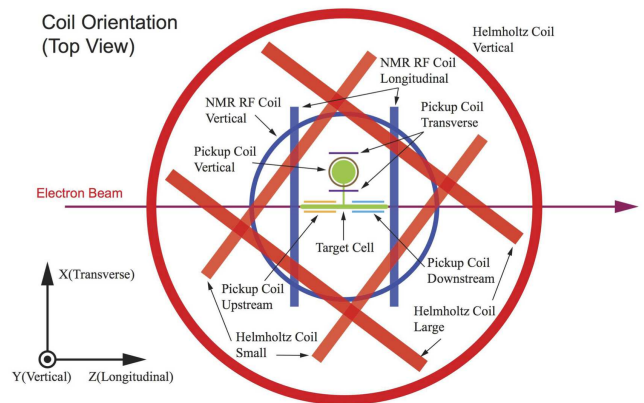 Coil Orientation
(Top View)
Helmholtz Coil
Vertical
NMR RF Coil
Longitudinal
NMR RF Coil
Vertical
Pickup Coil
Transverse
Pickup Coil
Vertical
Electron Beam
Target Cell
Pickup Coil
Downstream
Pickup Coil
Upstream
X(Transverse)
Helmholtz Coil
Large
Helmholtz Coil
Small
Y(Vertical)
Z(Longitudinal)